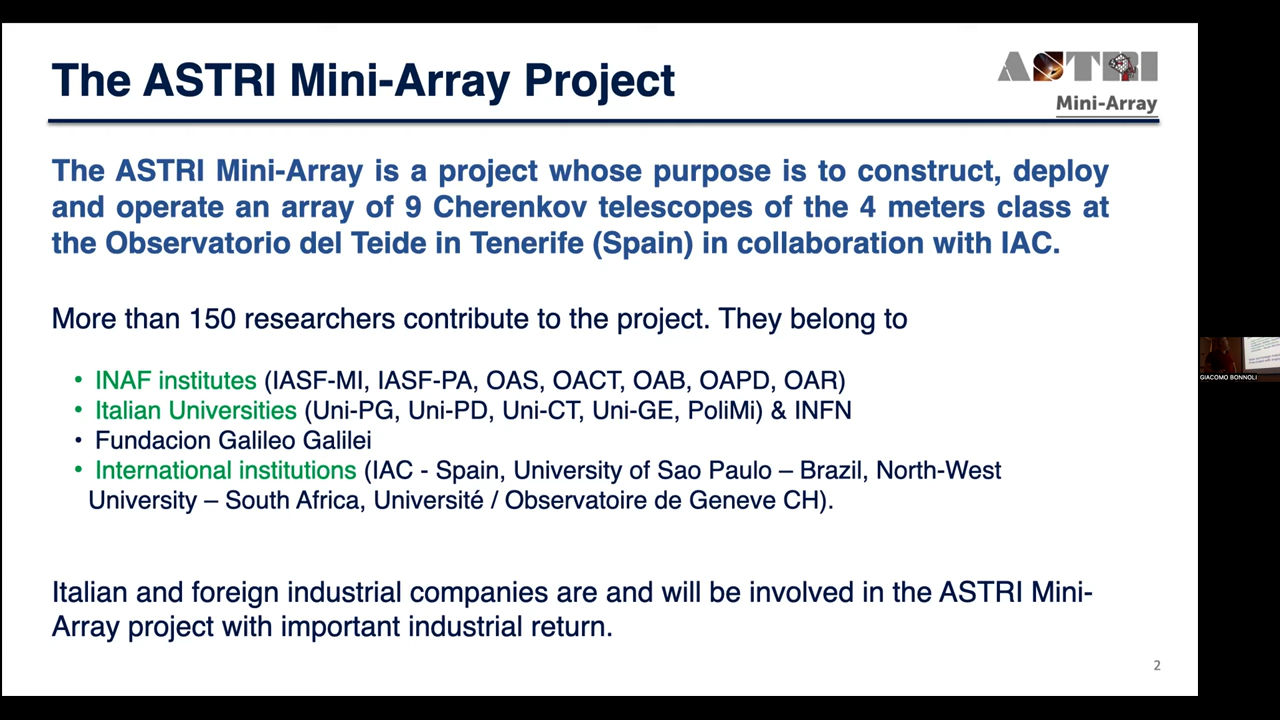 The ASTRI Mini-Array Project
ASTRI
Mini-Array
The ASTRI Mini-Array is a project whose purpose is to construct, deploy
and operate an array of 9 Cherenkov telescopes of the 4 meters class at
the Observatorio del Teide in Tenerife (Spain) in collaboration with IAC.
More than 150 researchers contribute to the project. They belong to
• INAF institutes (IASF-MI, IASF-PA, OAS, OACT, OAB, OAPD, OAR)
• Italian Universities (Uni-PG, Uni-PD, Uni-CT, Uni-GE, PoliMi) & INFN
• Fundacion Galileo Galilei
• International institutions (IAC - Spain, University of Sao Paulo – Brazil, North-West
University – South Africa, Université / Observatoire de Geneve CH).
Italian and foreign industrial companies are and will be involved in the ASTRI Mini-
Array project with important industrial return.
2
GIACOMO BONNOLI